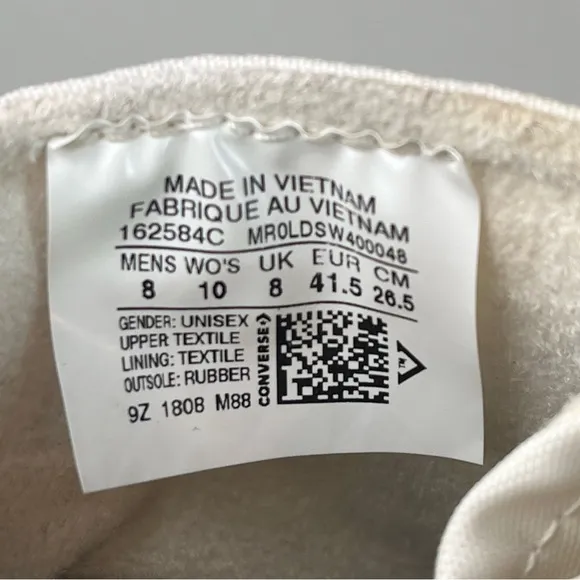 MADE IN VIETNAM
FABRIQUE AU VIETNAM
162584C MR0LDSW400048
MENS WO'S UK EUR CM
8 10 8 41.5 26.5
GENDER: UNISEX
UPPER: TEXTILE
LINING: TEXTILE
OUTSOLE: RUBBER
9Z 1808 M88
CONVERSE
TM